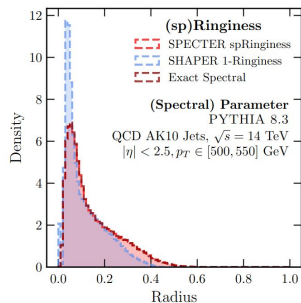 (sp)Ringiness
SPECTER spRinginess
SHAPER 1-Ringiness
Exact Spectral
(Spectral) Parameter
PYTHIA 8.3
QCD AK10 Jets, √s = 14 TeV
|η| < 2.5, p_T ∈ [500, 550] GeV
Density
12
10
8
6
4
2
0
0.0 0.2 0.4 0.6 0.8 1.0
Radius